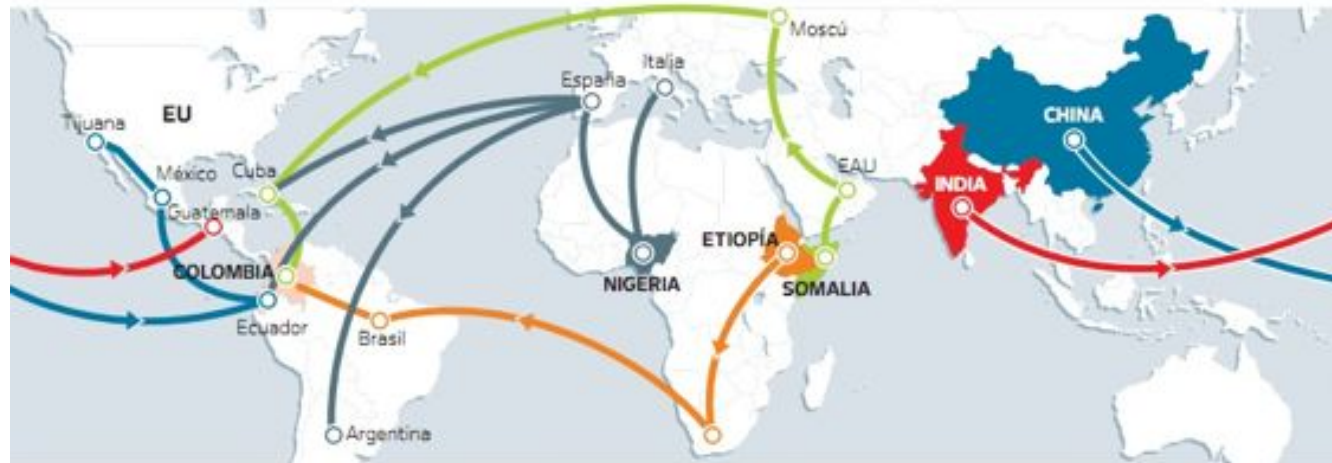 Moscú
Italia
España
EU
Tijuana
CHINA
México
Cuba
EAU
INDIA
Guatemala
ETIOPÍA
COLOMBIA
NIGERIA
SOMALIA
Ecuador
Brasil
Argentina